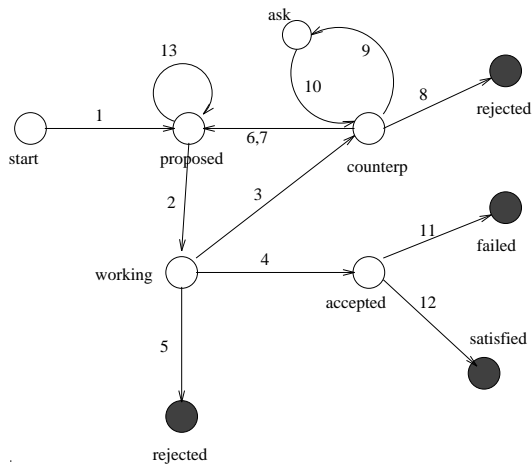 ask
13
9
10
8
1
rejected
start
proposed
6,7
counterp
2
3
11
working
4
failed
accepted
12
satisfied
5
rejected
.